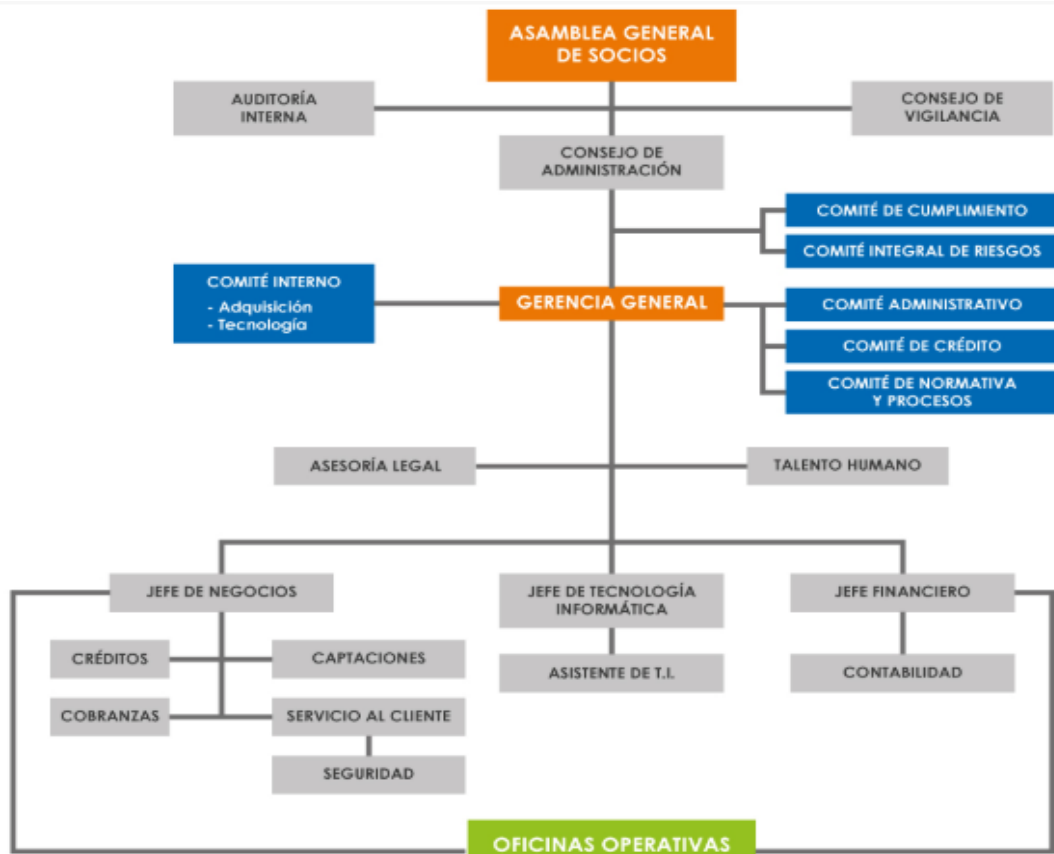 ASAMBLEA GENERAL
DE SOCIOS
AUDITORÍA
INTERNA
CONSEJO DE
VIGILANCIA
CONSEJO DE
ADMINISTRACIÓN
COMITÉ DE CUMPLIMIENTO
COMITÉ INTEGRAL DE RIESGOS
COMITÉ INTERNO
- Adquisición
- Tecnología
GERENCIA GENERAL
COMITÉ ADMINISTRATIVO
COMITÉ DE CRÉDITO
COMITÉ DE NORMATIVA
Y PROCESOS
ASESORÍA LEGAL
TALENTO HUMANO
JEFE DE NEGOCIOS
JEFE DE TECNOLOGÍA
INFORMÁTICA
JEFE FINANCIERO
CRÉDITOS
CAPTACIONES
ASISTENTE DE T.I.
CONTABILIDAD
COBRANZAS
SERVICIO AL CLIENTE
SEGURIDAD
OFICINAS OPERATIVAS